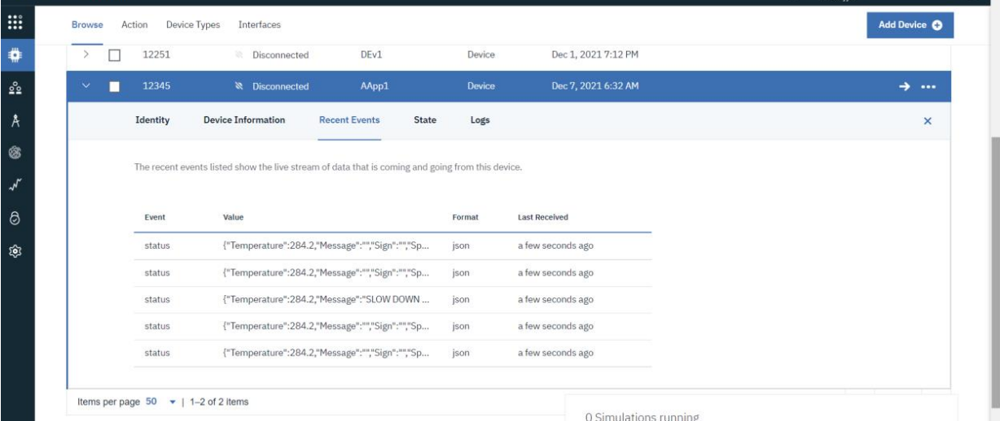 Browse Action Device Types Interfaces
Add Device
12251 Disconnected DEv1 Device Dec 1, 2021 7:12 PM
12345 Disconnected AApp1 Device Dec 7, 2021 6:32 AM
Identity Device Information Recent Events State Logs
The recent events listed show the live stream of data that is coming and going from this device.
Event Value Format Last Received
status {"Temperature":284.2,"Message":"","Sign":"","Sp... json a few seconds ago
status {"Temperature":284.2,"Message":"","Sign":"","Sp... json a few seconds ago
status {"Temperature":284.2,"Message":"SLOW DOWN ... json a few seconds ago
status {"Temperature":284.2,"Message":"","Sign":"","Sp... json a few seconds ago
status {"Temperature":284.2,"Message":"","Sign":"","Sp... json a few seconds ago
Items per page 50 | 1–2 of 2 items
0 Simulations running